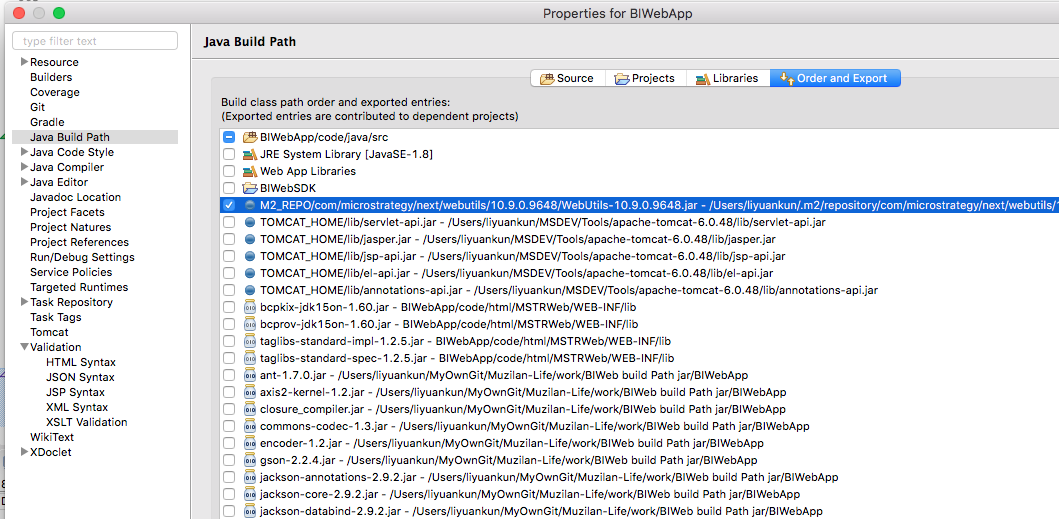 Properties for BIWebApp
type filter text
Resource
Builders
Coverage
Git
Gradle
Java Build Path
Java Code Style
Java Compiler
Java Editor
Javadoc Location
Project Facets
Project Natures
Project References
Run/Debug Settings
Service Policies
Targeted Runtimes
Task Repository
Task Tags
Tomcat
Validation
HTML Syntax
JSON Syntax
JSP Syntax
XML Syntax
XSLT Validation
WikiText
XDoclet
Java Build Path
Source Projects Libraries Order and Export
Build class path order and exported entries:
(Exported entries are contributed to dependent projects)
BIWebApp/code/java/src
JRE System Library [JavaSE-1.8]
Web App Libraries
BIWebSDK
M2_REPO/com/microstrategy/next/webutils/10.9.0.9648/WebUtils-10.9.0.9648.jar - /Users/liyuankun/.m2/repository/com/microstrategy/next/webutils/1
TOMCAT_HOME/lib/servlet-api.jar - /Users/liyuankun/MSDEV/Tools/apache-tomcat-6.0.48/lib/servlet-api.jar
TOMCAT_HOME/lib/jasper.jar - /Users/liyuankun/MSDEV/Tools/apache-tomcat-6.0.48/lib/jasper.jar
TOMCAT_HOME/lib/jsp-api.jar - /Users/liyuankun/MSDEV/Tools/apache-tomcat-6.0.48/lib/jsp-api.jar
TOMCAT_HOME/lib/el-api.jar - /Users/liyuankun/MSDEV/Tools/apache-tomcat-6.0.48/lib/el-api.jar
TOMCAT_HOME/lib/annotations-api.jar - /Users/liyuankun/MSDEV/Tools/apache-tomcat-6.0.48/lib/annotations-api.jar
bcpkix-jdk15on-1.60.jar - BIWebApp/code/html/MSTRWeb/WEB-INF/lib
bcprov-jdk15on-1.60.jar - BIWebApp/code/html/MSTRWeb/WEB-INF/lib
taglibs-standard-impl-1.2.5.jar - BIWebApp/code/html/MSTRWeb/WEB-INF/lib
taglibs-standard-spec-1.2.5.jar - BIWebApp/code/html/MSTRWeb/WEB-INF/lib
ant-1.7.0.jar - /Users/liyuankun/MyOwnGit/Muzilan-Life/work/BIWeb build Path jar/BIWebApp
axis2-kernel-1.2.jar - /Users/liyuankun/MyOwnGit/Muzilan-Life/work/BIWeb build Path jar/BIWebApp
closure_compiler.jar - /Users/liyuankun/MyOwnGit/Muzilan-Life/work/BIWeb build Path jar/BIWebApp
commons-codec-1.3.jar - /Users/liyuankun/MyOwnGit/Muzilan-Life/work/BIWeb build Path jar/BIWebApp
encoder-1.2.jar - /Users/liyuankun/MyOwnGit/Muzilan-Life/work/BIWeb build Path jar/BIWebApp
gson-2.2.4.jar - /Users/liyuankun/MyOwnGit/Muzilan-Life/work/BIWeb build Path jar/BIWebApp
jackson-annotations-2.9.2.jar - /Users/liyuankun/MyOwnGit/Muzilan-Life/work/BIWeb build Path jar/BIWebApp
jackson-core-2.9.2.jar - /Users/liyuankun/MyOwnGit/Muzilan-Life/work/BIWeb build Path jar/BIWebApp
jackson-databind-2.9.2.jar - /Users/liyuankun/MyOwnGit/Muzilan-Life/work/BIWeb build Path jar/BIWebApp